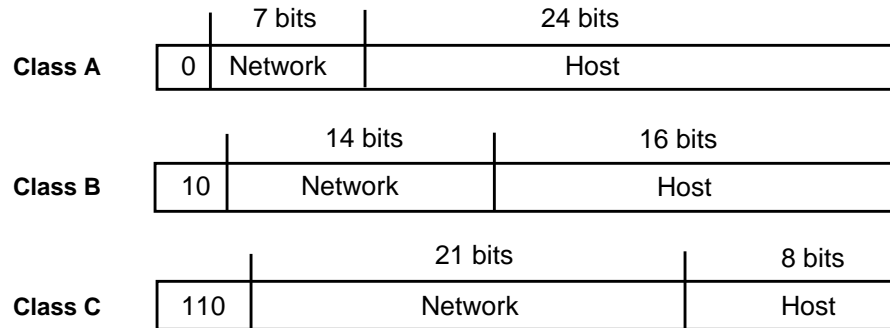 7 bits 24 bits
Class A 0 Network Host
14 bits 16 bits
Class B 10 Network Host
21 bits 8 bits
Class C 110 Network Host